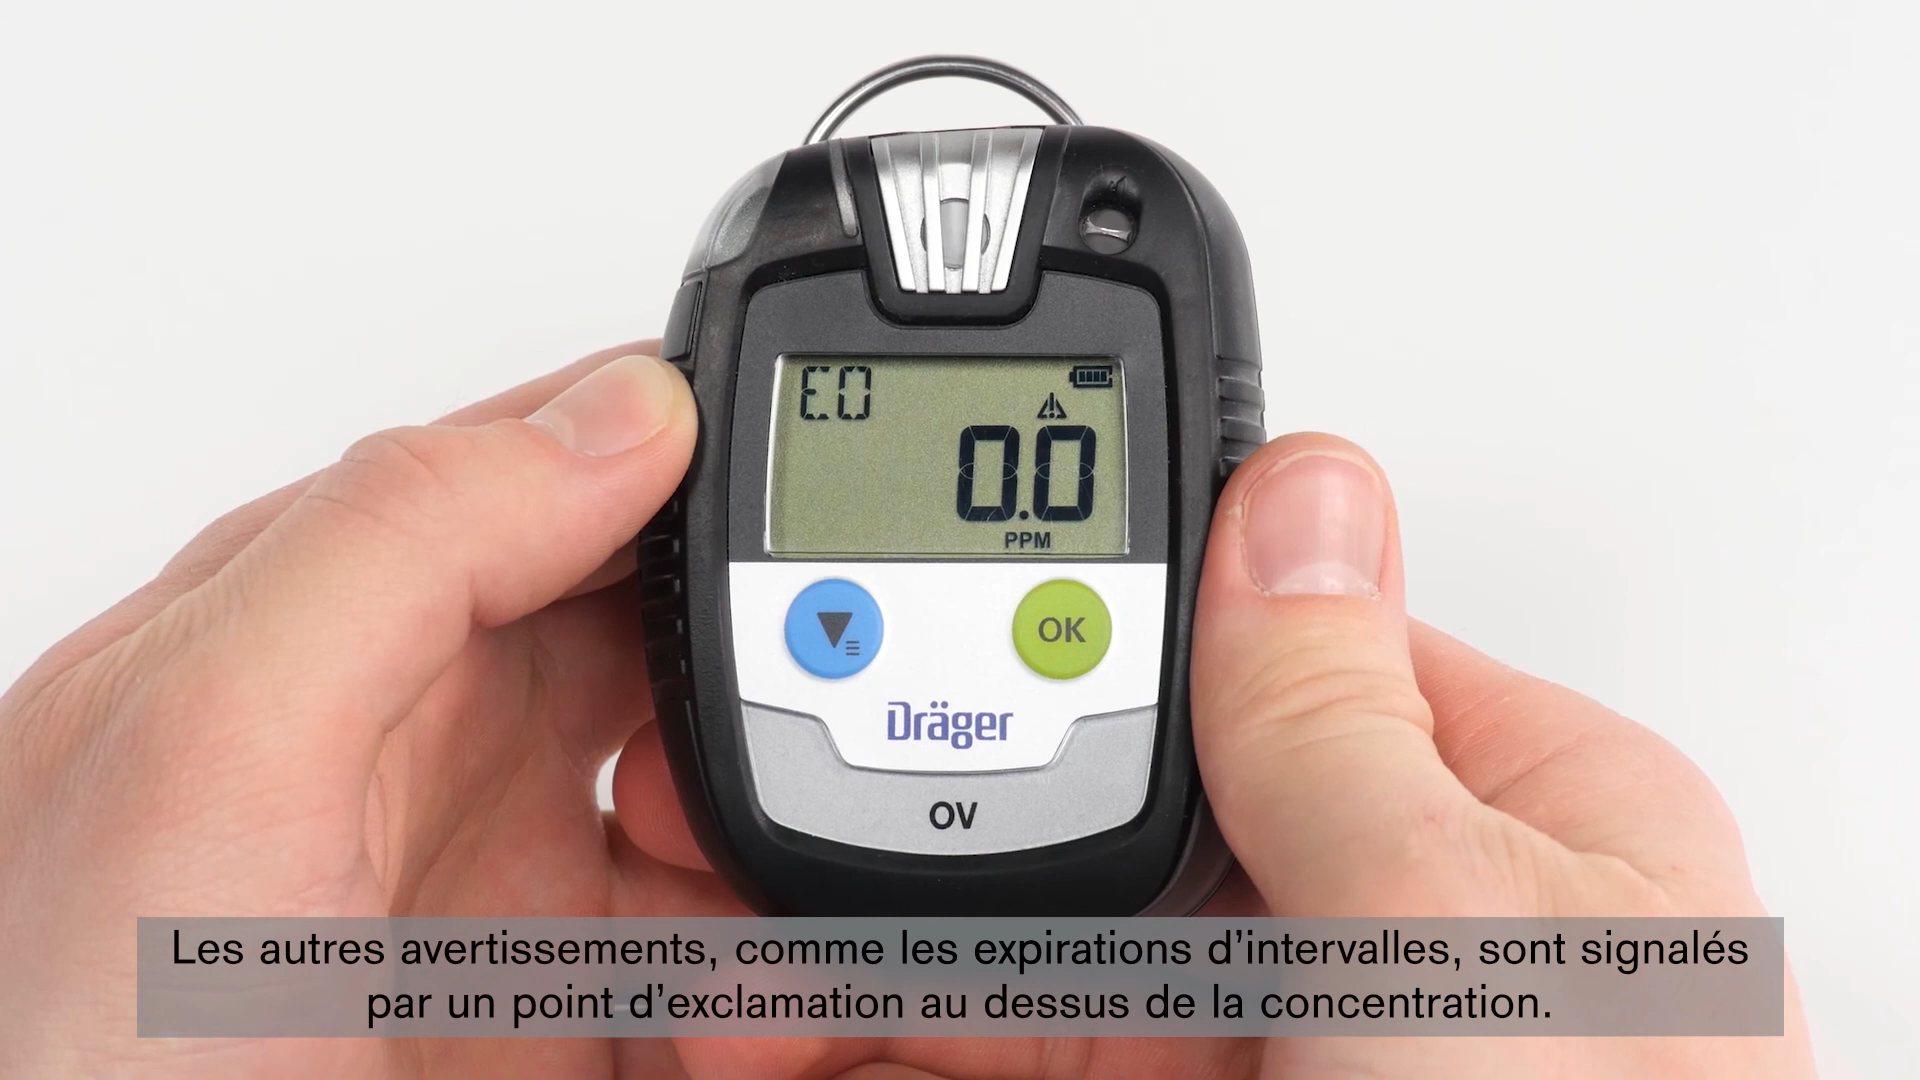 EO
0.0
PPM
OK
Dräger
OV
Les autres avertissements, comme les expirations d’intervalles, sont signalés
par un point d’exclamation au dessus de la concentration.